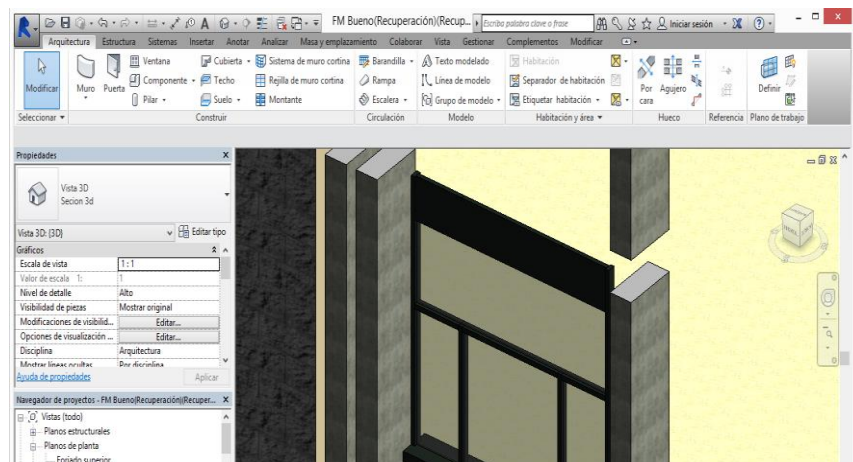 FM Bueno(Recuperación)(Recup...
Escriba palabra clave o frase
Iniciar sesión
Arquitectura Estructura Sistemas Insertar Anotar Analizar Masa y emplazamiento Colaborar Vista Gestionar Complementos Modificar
Modificar
Muro
Puerta
Ventana
Componente
Pilar
Cubierta
Techo
Suelo
Sistema de muro cortina
Rejilla de muro cortina
Montante
Barandilla
Rampa
Escalera
Texto modelado
Línea de modelo
Grupo de modelo
Habitación
Separador de habitación
Etiquetar habitación
Por cara
Agujero
Definir
Seleccionar
Construir
Circulación
Modelo
Habitación y área
Hueco
Referencia
Plano de trabajo
Propiedades
Vista 3D
Secion 3d
Vista 3D: {3D}
Editar tipo
Gráficos
Escala de vista 1 : 1
Valor de escala 1: 1
Nivel de detalle Alto
Visibilidad de piezas Mostrar original
Modificaciones de visibilid... Editar...
Opciones de visualización ... Editar...
Disciplina Arquitectura
Mostrar líneas ocultas Por disciplina
Ayuda de propiedades
Aplicar
Navegador de proyectos - FM Bueno(Recuperación)(Recuper...
Vistas (todo)
Planos estructurales
Planos de planta
Forjado superior